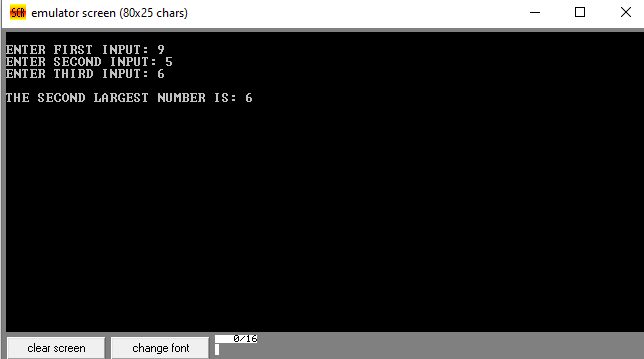 SCR
emulator screen (80x25 chars)
ENTER FIRST INPUT: 9
ENTER SECOND INPUT: 5
ENTER THIRD INPUT: 6
THE SECOND LARGEST NUMBER IS: 6
clear screen
change font
0/16